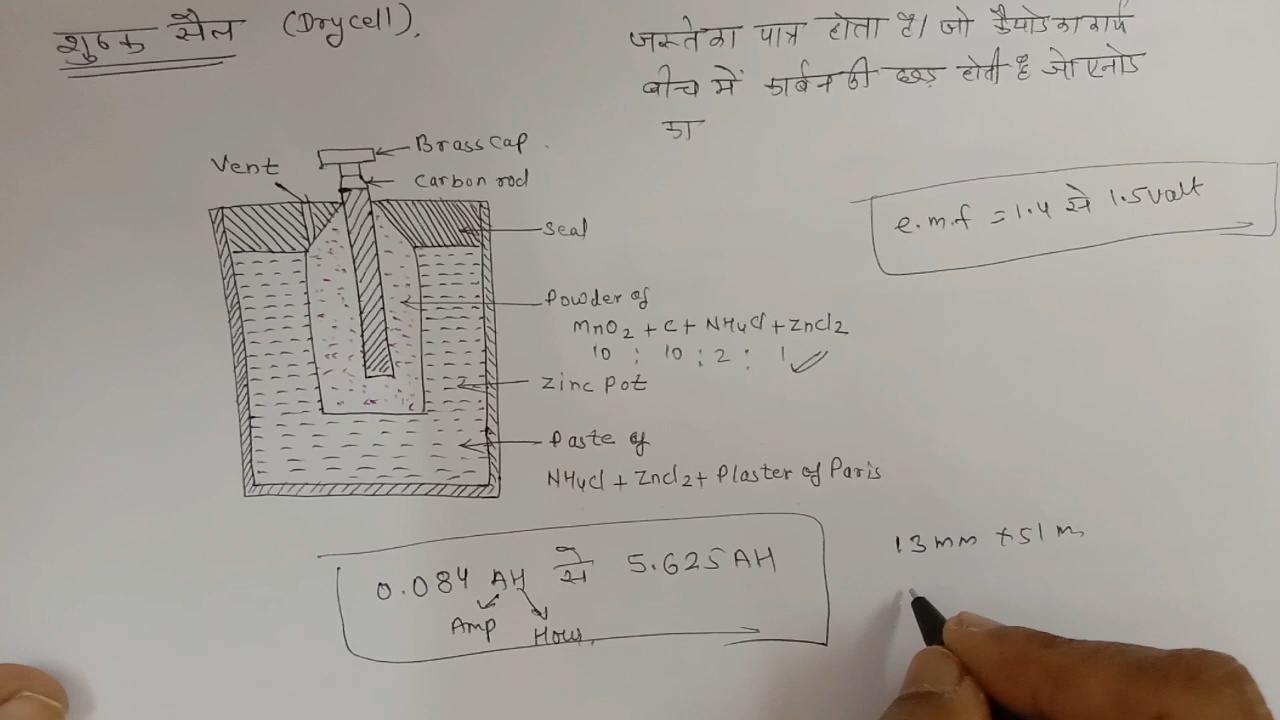 शुष्क सैल (Drycell),
जस्ते का पात्र होता है। जो कैथोड का कार्य
बीच में कार्बन की छड़ होती है जो एनोड
का
Brass cap
Vent
Carbon rod
e.m.f = 1.4 से 1.5 valt
Seal
Powder of
MnO2 + C + NH4Cl + ZnCl2
10 : 10 : 2 : 1
Zinc pot
Paste of
NH4Cl + ZnCl2 + Plaster of Paris
13 mm × 51 m
0.084 AH से 5.625 AH
Amp Hour